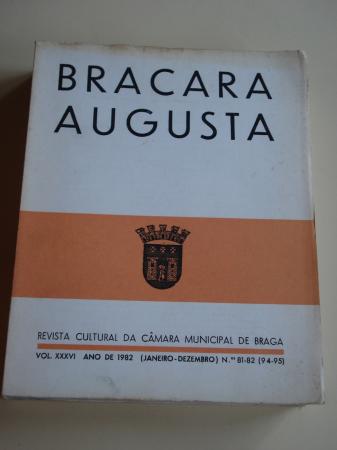 BRACARA
AUGUSTA
REVISTA CULTURAL DA CÂMARA MUNICIPAL DE BRAGA
VOL. XXXVI ANO DE 1982 (JANEIRO-DEZEMBRO) N.os 81-82 (94-95)